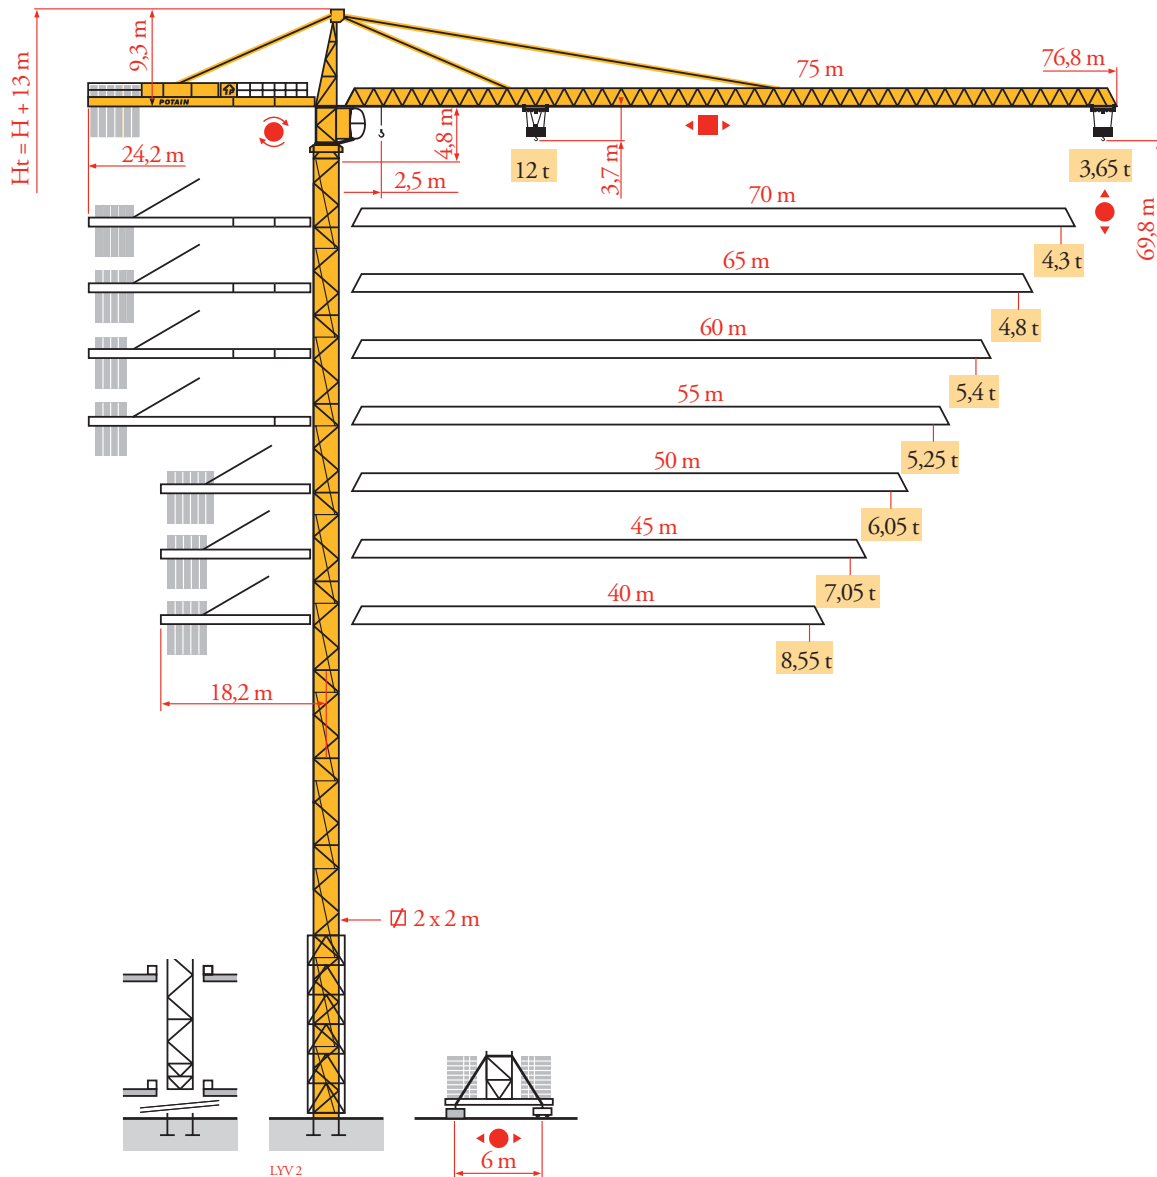 Ht = H + 13 m
9,3 m
75 m
76,8 m
POTAIN
24,2 m
4,8 m
2,5 m
12 t
3,7 m
3,65 t
70 m
69,8 m
4,3 t
65 m
4,8 t
60 m
5,4 t
55 m
5,25 t
50 m
6,05 t
45 m
7,05 t
40 m
8,55 t
18,2 m
2 x 2 m
6 m
LYV 2